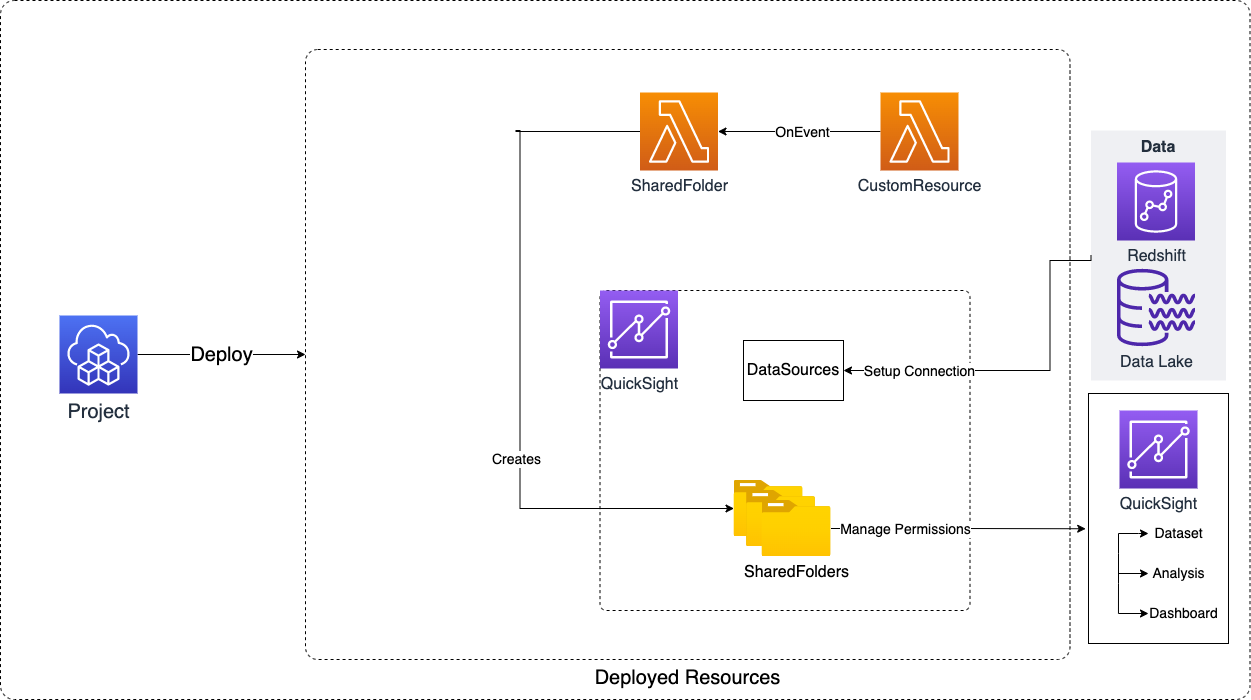 OnEvent
SharedFolder
CustomResource
Data
Redshift
Data Lake
Deploy
Project
QuickSight
DataSources
Setup Connection
Creates
Manage Permissions
SharedFolders
QuickSight
Dataset
Analysis
Dashboard
Deployed Resources